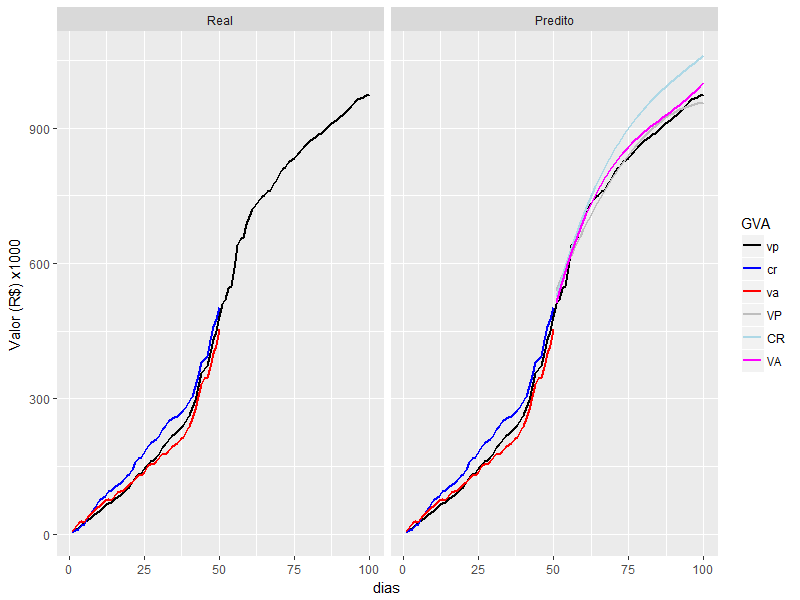 Real
Predito
Valor (R$) x1000
900
600
300
0
0
25
50
75
100
0
25
50
75
100
dias
GVA
vp
cr
va
VP
CR
VA